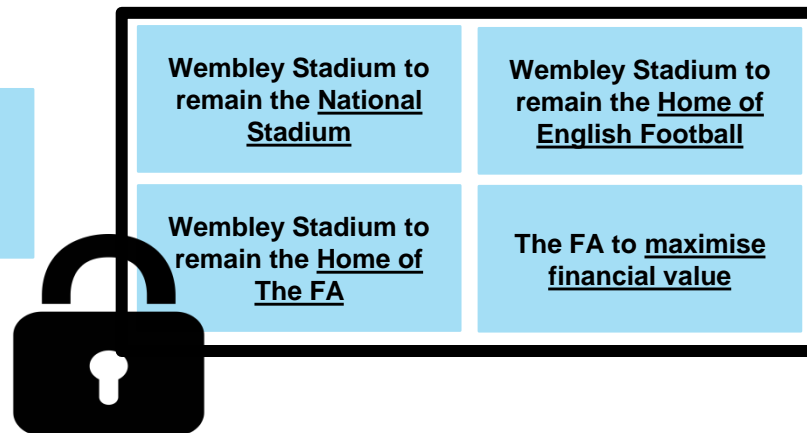 Wembley Stadium to
remain the National
Stadium
Wembley Stadium to
remain the Home of
English Football
Wembley Stadium to
remain the Home of
The FA
The FA to maximise
financial value